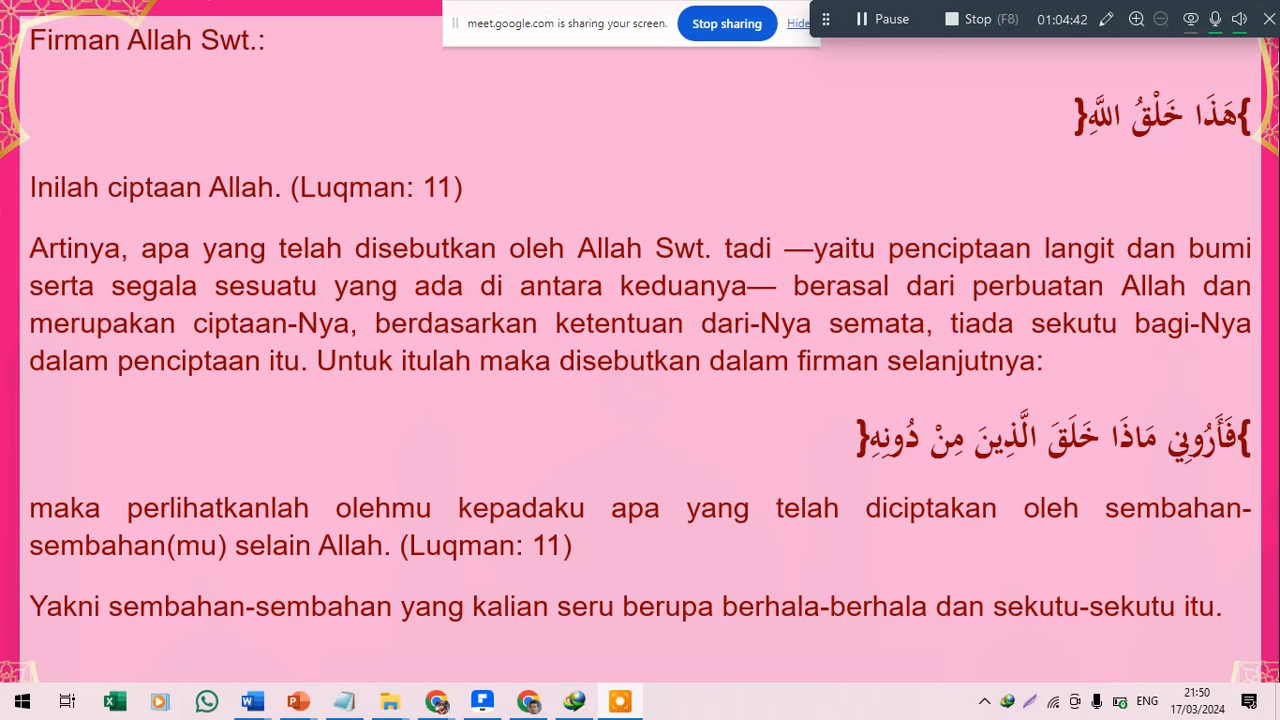 meet.google.com is sharing your screen.
Stop sharing
Hide
Pause
Stop (F8)
01:04:42
Firman Allah Swt.:
}هَذَا خَلْقُ اللَّهِ{
Inilah ciptaan Allah. (Luqman: 11)
Artinya, apa yang telah disebutkan oleh Allah Swt. tadi —yaitu penciptaan langit dan bumi
serta segala sesuatu yang ada di antara keduanya— berasal dari perbuatan Allah dan
merupakan ciptaan-Nya, berdasarkan ketentuan dari-Nya semata, tiada sekutu bagi-Nya
dalam penciptaan itu. Untuk itulah maka disebutkan dalam firman selanjutnya:
}فَأَرُونِي مَاذَا خَلَقَ الَّذِينَ مِنْ دُونِهِ{
maka perlihatkanlah olehmu kepadaku apa yang telah diciptakan oleh sembahan-
sembahan(mu) selain Allah. (Luqman: 11)
Yakni sembahan-sembahan yang kalian seru berupa berhala-berhala dan sekutu-sekutu itu.
ENG
21:50
17/03/2024